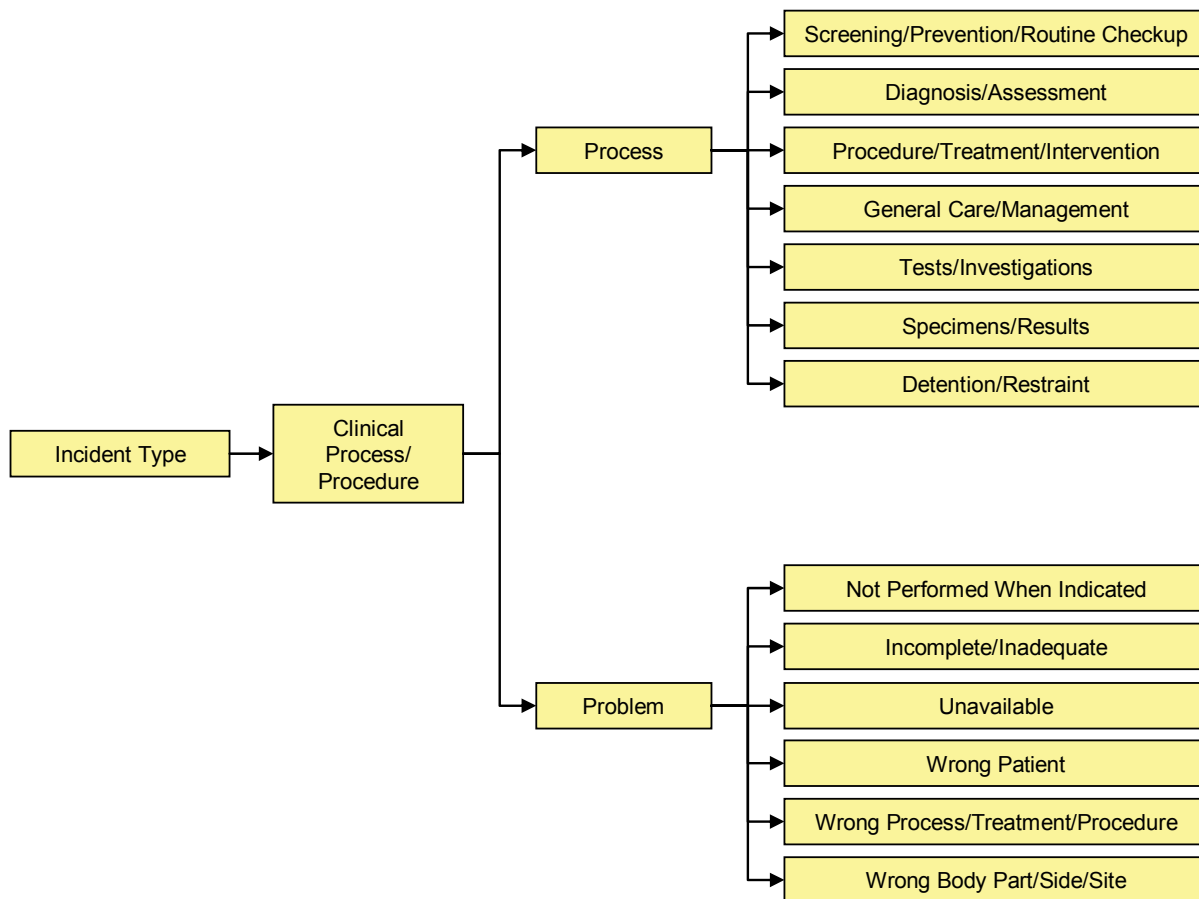 Screening/Prevention/Routine Checkup
Diagnosis/Assessment
Process
Procedure/Treatment/Intervention
General Care/Management
Tests/Investigations
Specimens/Results
Detention/Restraint
Incident Type
Clinical
Process/
Procedure
Not Performed When Indicated
Incomplete/Inadequate
Problem
Unavailable
Wrong Patient
Wrong Process/Treatment/Procedure
Wrong Body Part/Side/Site